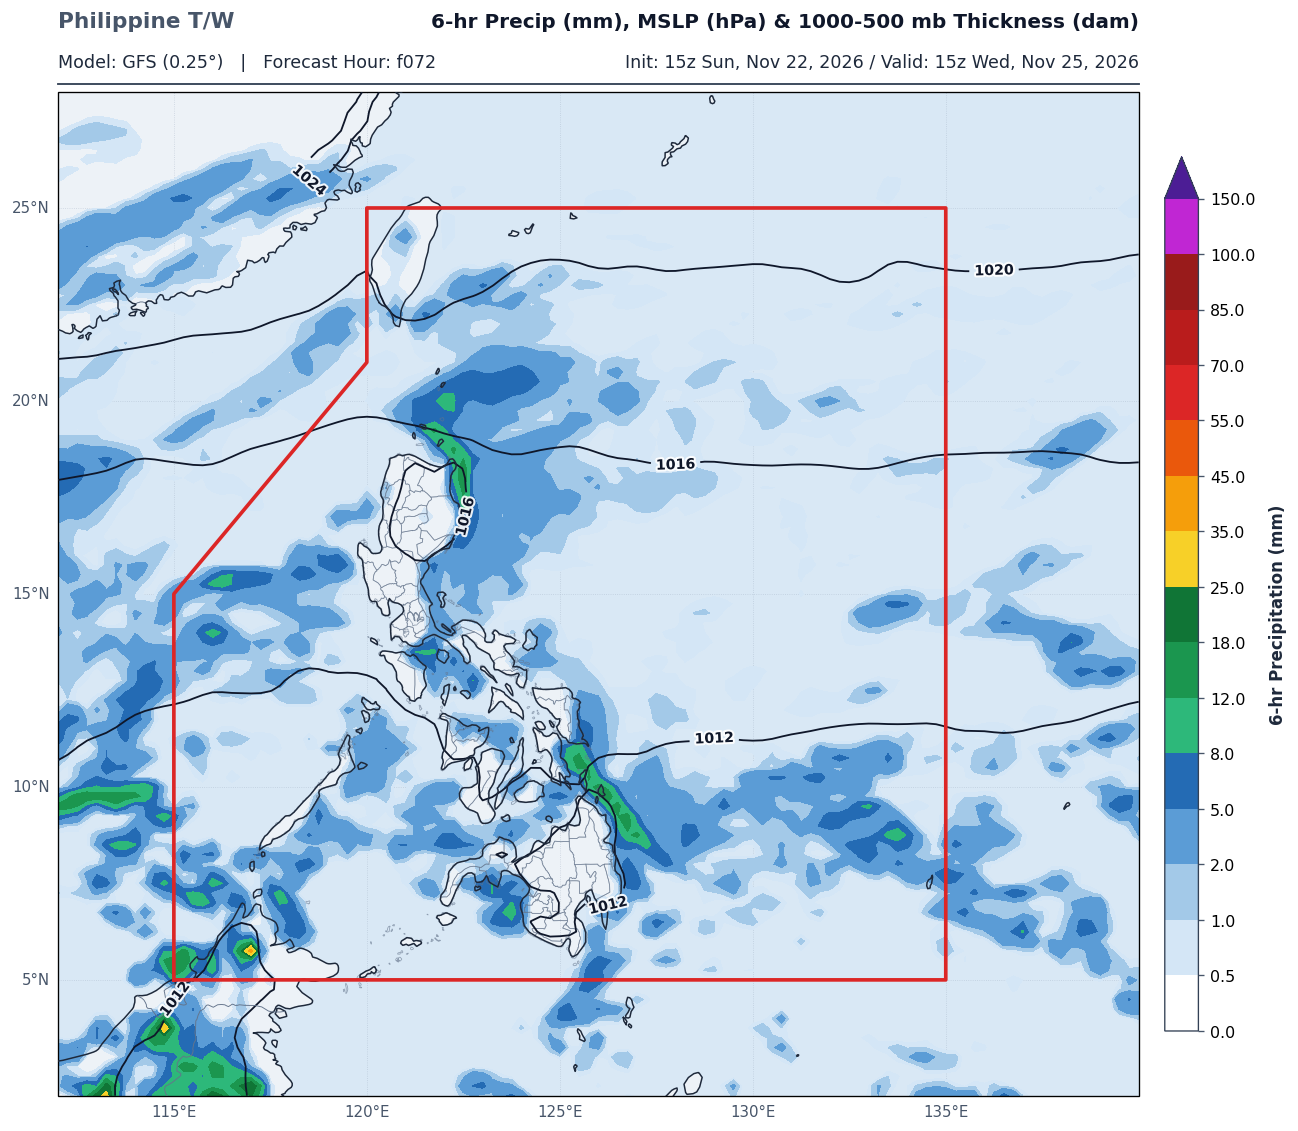 Philippine T/W
6-hr Precip (mm), MSLP (hPa) & 1000-500 mb Thickness (dam)
Model: GFS (0.25°)   |   Forecast Hour: f072
Init: 15z Sun, Nov 22, 2026 / Valid: 15z Wed, Nov 25, 2026
1024
1020
1016
1016
1012
1012
1012
25°N
20°N
15°N
10°N
5°N
115°E
120°E
125°E
130°E
135°E
150.0
100.0
85.0
70.0
55.0
45.0
35.0
25.0
18.0
12.0
8.0
5.0
2.0
1.0
0.5
0.0
6-hr Precipitation (mm)